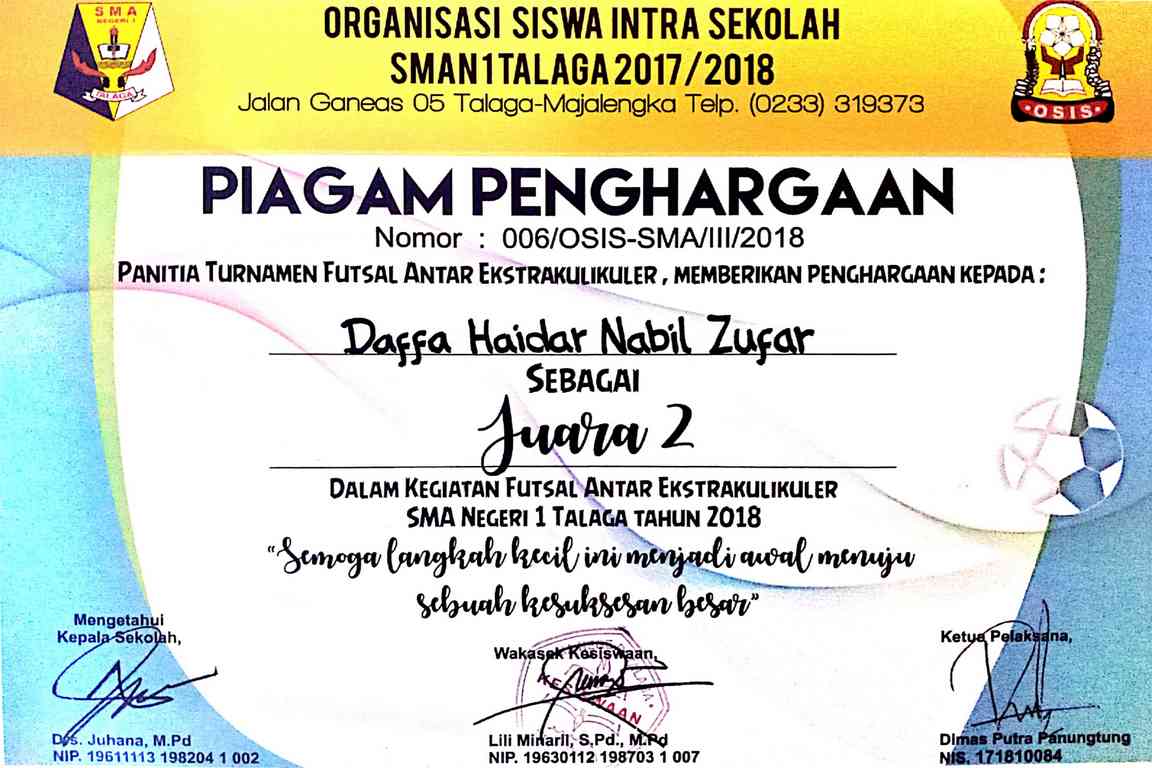 SMA
NEGERI 1
TALAGA
ORGANISASI SISWA INTRA SEKOLAH
SMAN 1 TALAGA 2017/2018
Jalan Ganeas 05 Talaga-Majalengka Telp. (0233) 319373
OSIS
PIAGAM PENGHARGAAN
Nomor : 006/OSIS-SMA/III/2018
PANITIA TURNAMEN FUTSAL ANTAR EKSTRAKULIKULER, MEMBERIKAN PENGHARGAAN KEPADA :
Daffa Haidar Nabil Zufar
SEBAGAI
Juara 2
DALAM KEGIATAN FUTSAL ANTAR EKSTRAKULIKULER
SMA NEGERI 1 TALAGA TAHUN 2018
"Semoga langkah kecil ini menjadi awal menuju
sebuah kesuksesan besar"
Mengetahui
Kepala Sekolah,
Drs. Juhana, M.Pd
NIP. 19611113 198204 1 002
Wakasek Kesiswaan,
Lili Minarli, S.Pd., M.Pd
NIP. 19630112 198703 1 007
Ketua Pelaksana,
Dimas Putra Panungtung
NIS. 171810084